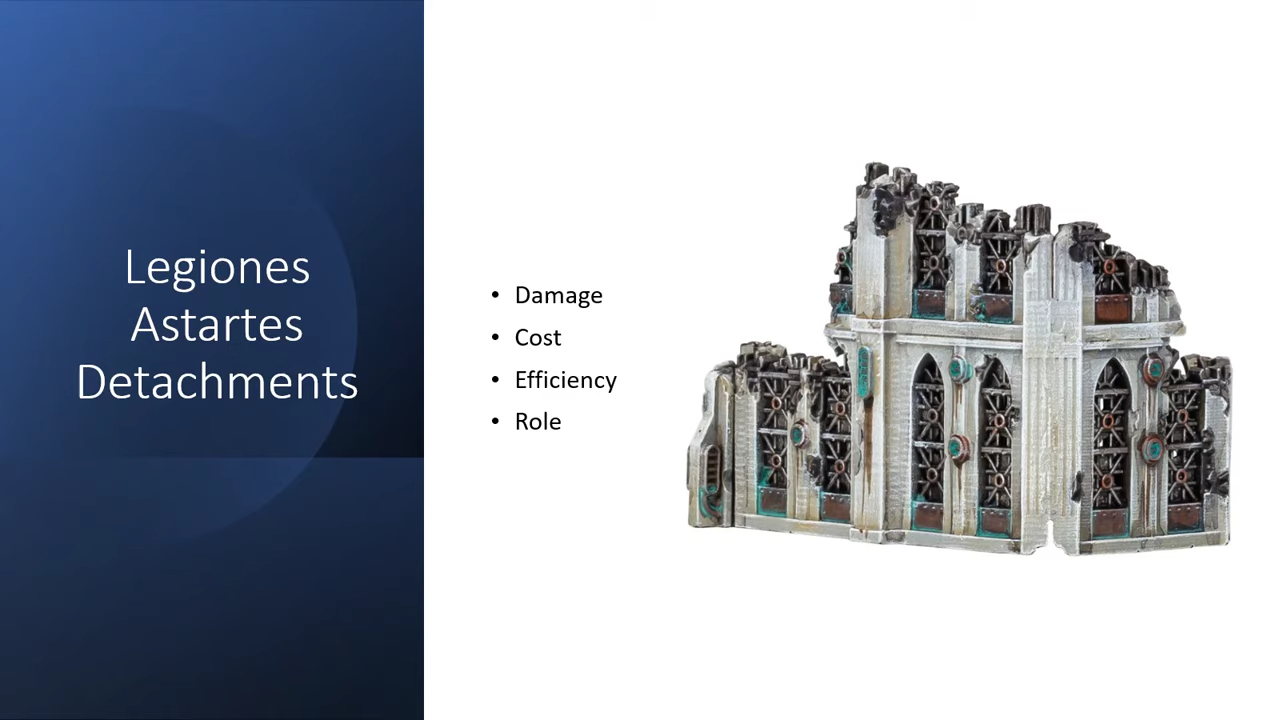 Legiones
Astartes
Detachments
• Damage
• Cost
• Efficiency
• Role